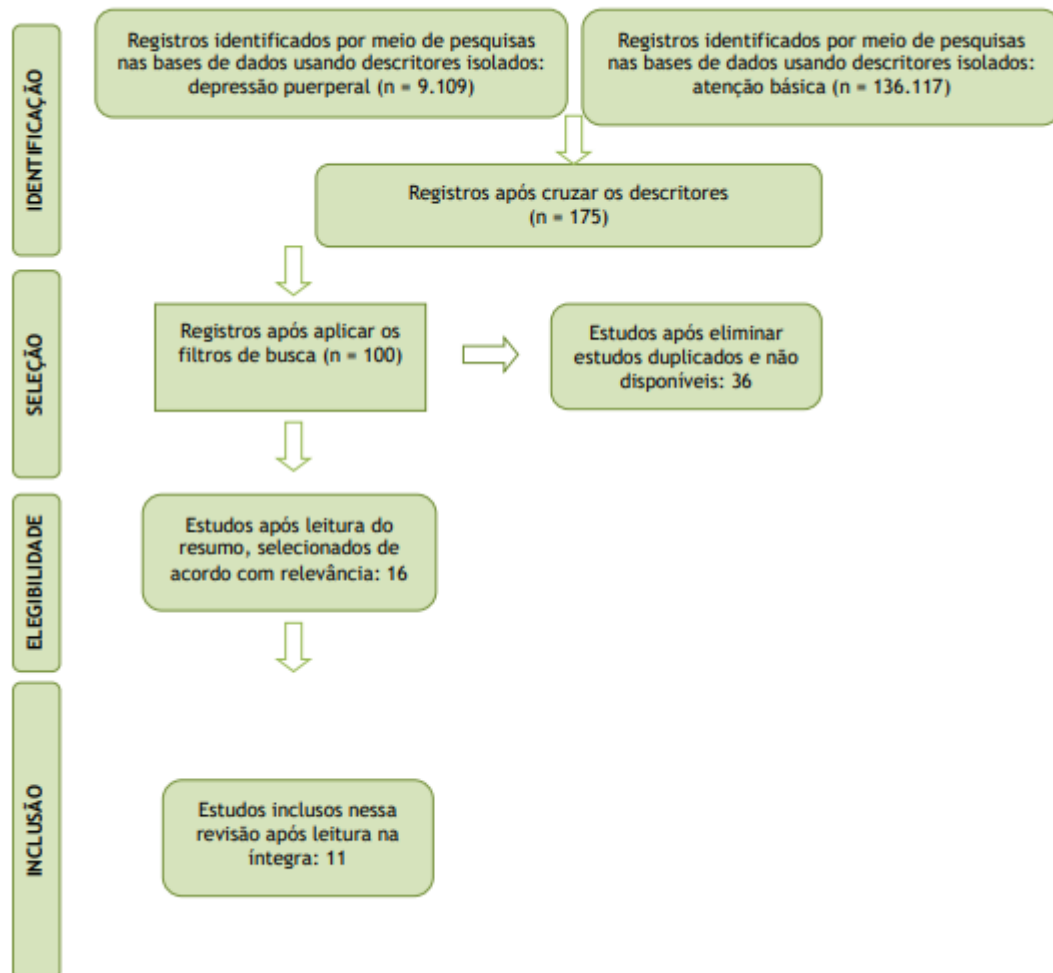 IDENTIFICAÇÃO
Registros identificados por meio de pesquisas
nas bases de dados usando descritores isolados:
depressão puerperal (n = 9.109)
Registros identificados por meio de pesquisas
nas bases de dados usando descritores isolados:
atenção básica (n = 136.117)
Registros após cruzar os descritores
(n = 175)
SELEÇÃO
Registros após aplicar os
filtros de busca (n = 100)
Estudos após eliminar
estudos duplicados e não
disponíveis: 36
ELEGIBILIDADE
Estudos após leitura do
resumo, selecionados de
acordo com relevância: 16
INCLUSÃO
Estudos inclusos nessa
revisão após leitura na
íntegra: 11